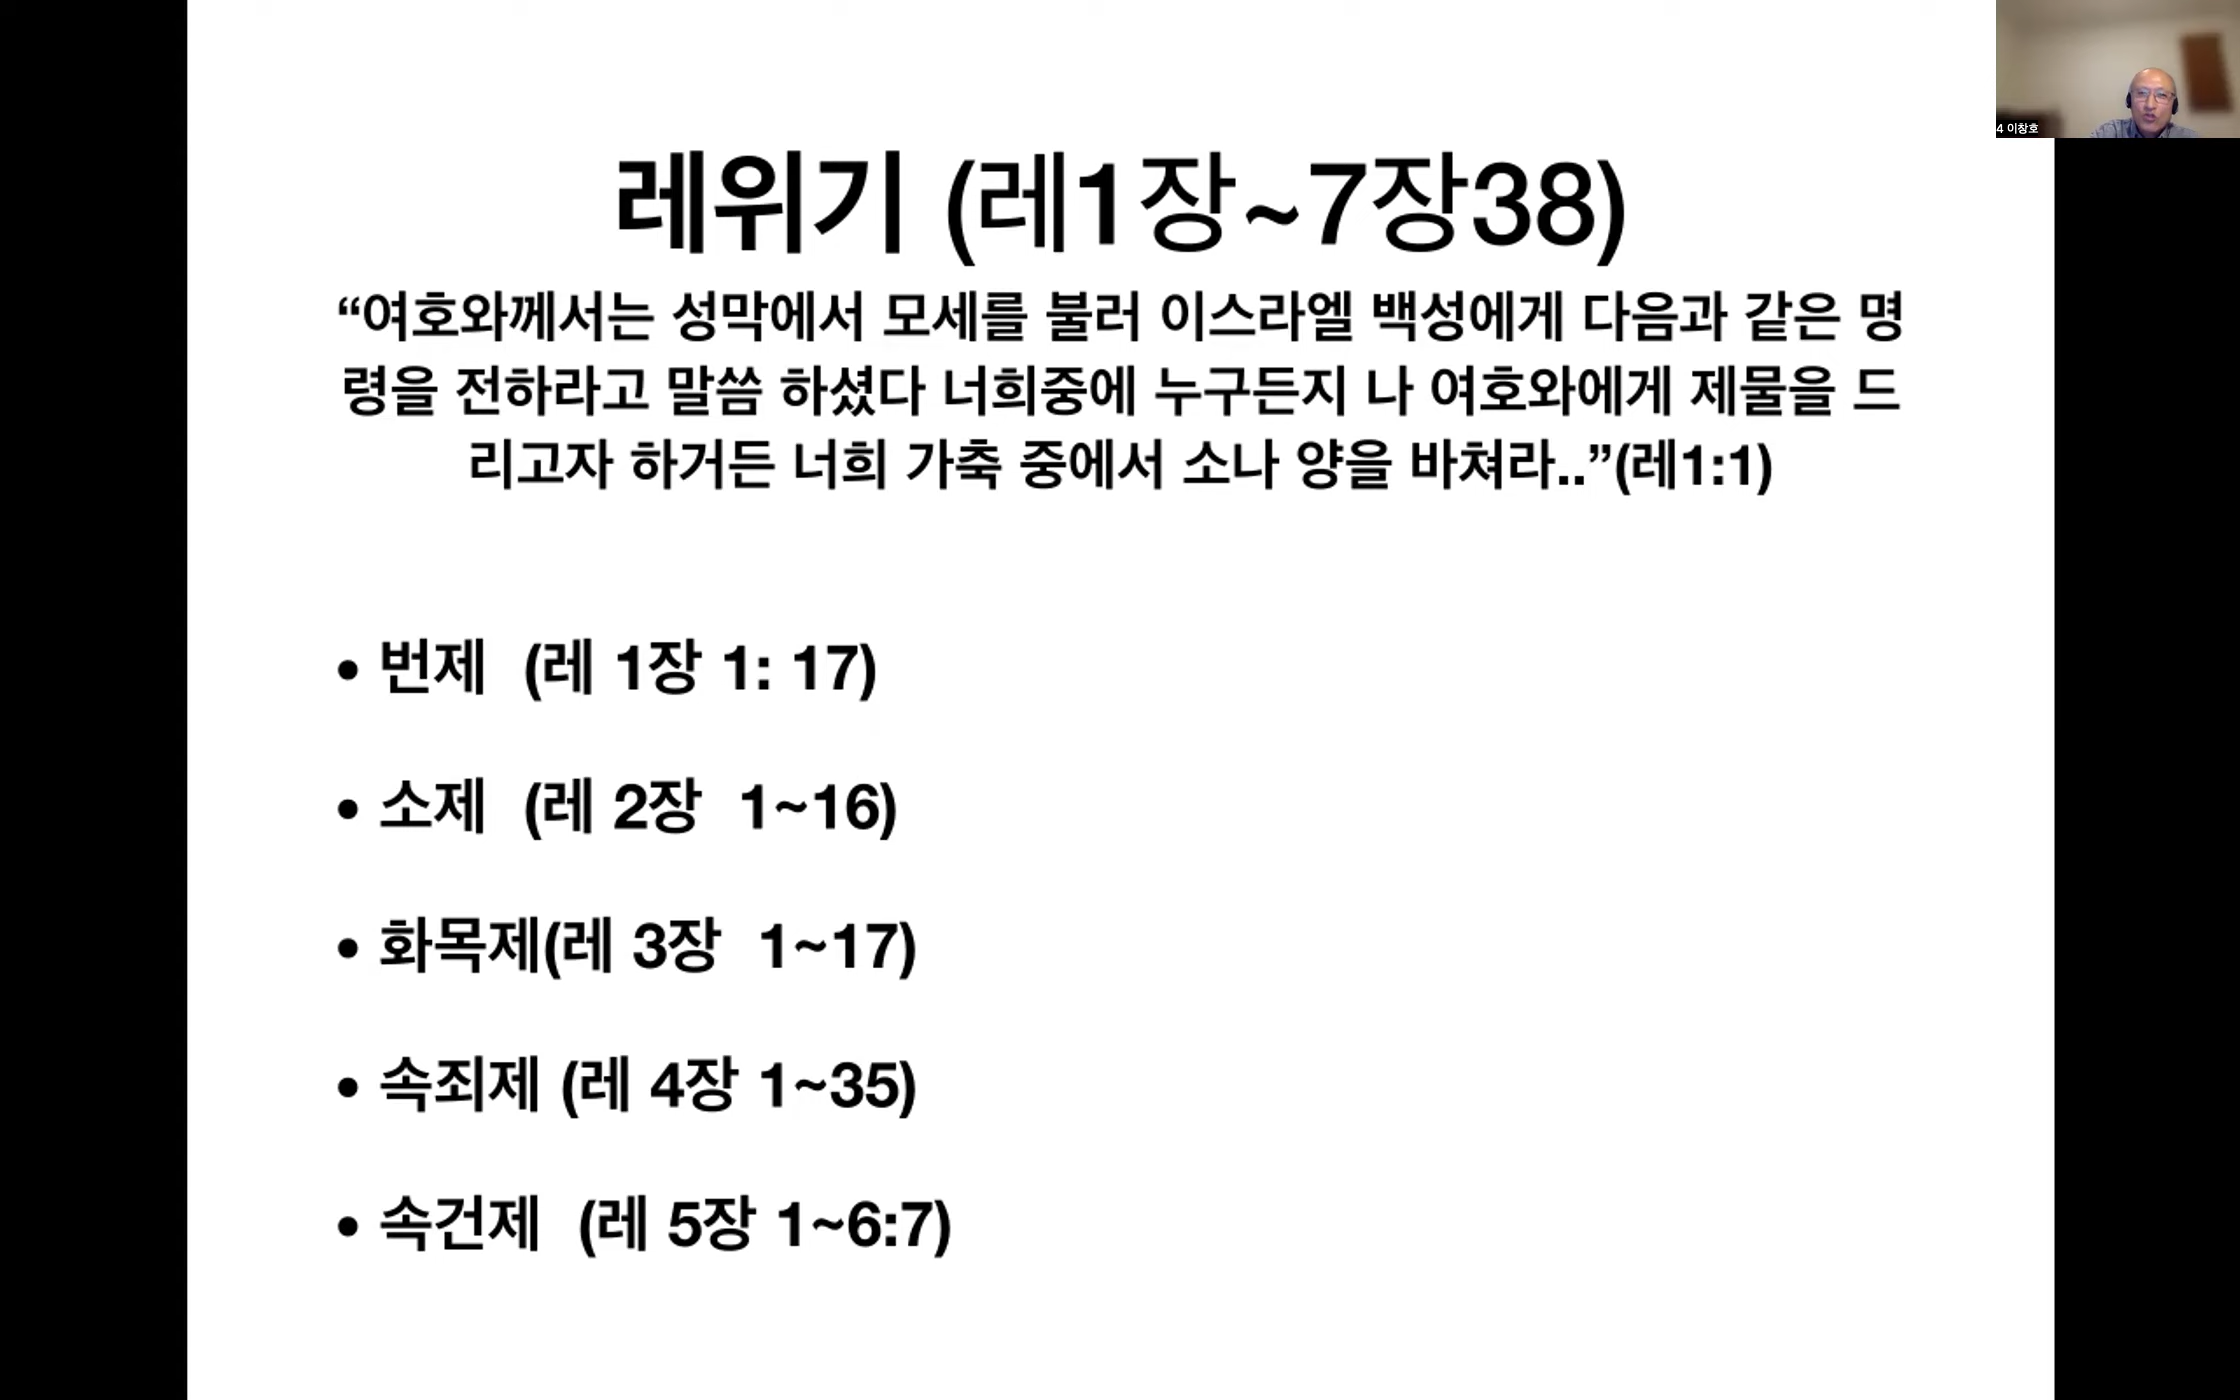 레위기 (레1장~7장38)
“여호와께서는 성막에서 모세를 불러 이스라엘 백성에게 다음과 같은 명
령을 전하라고 말씀 하셨다 너희중에 누구든지 나 여호와에게 제물을 드
리고자 하거든 너희 가축 중에서 소나 양을 바쳐라..”(레1:1)
• 번제 (레 1장 1: 17)
• 소제 (레 2장 1~16)
• 화목제(레 3장 1~17)
• 속죄제 (레 4장 1~35)
• 속건제 (레 5장 1~6:7)
4 이창호